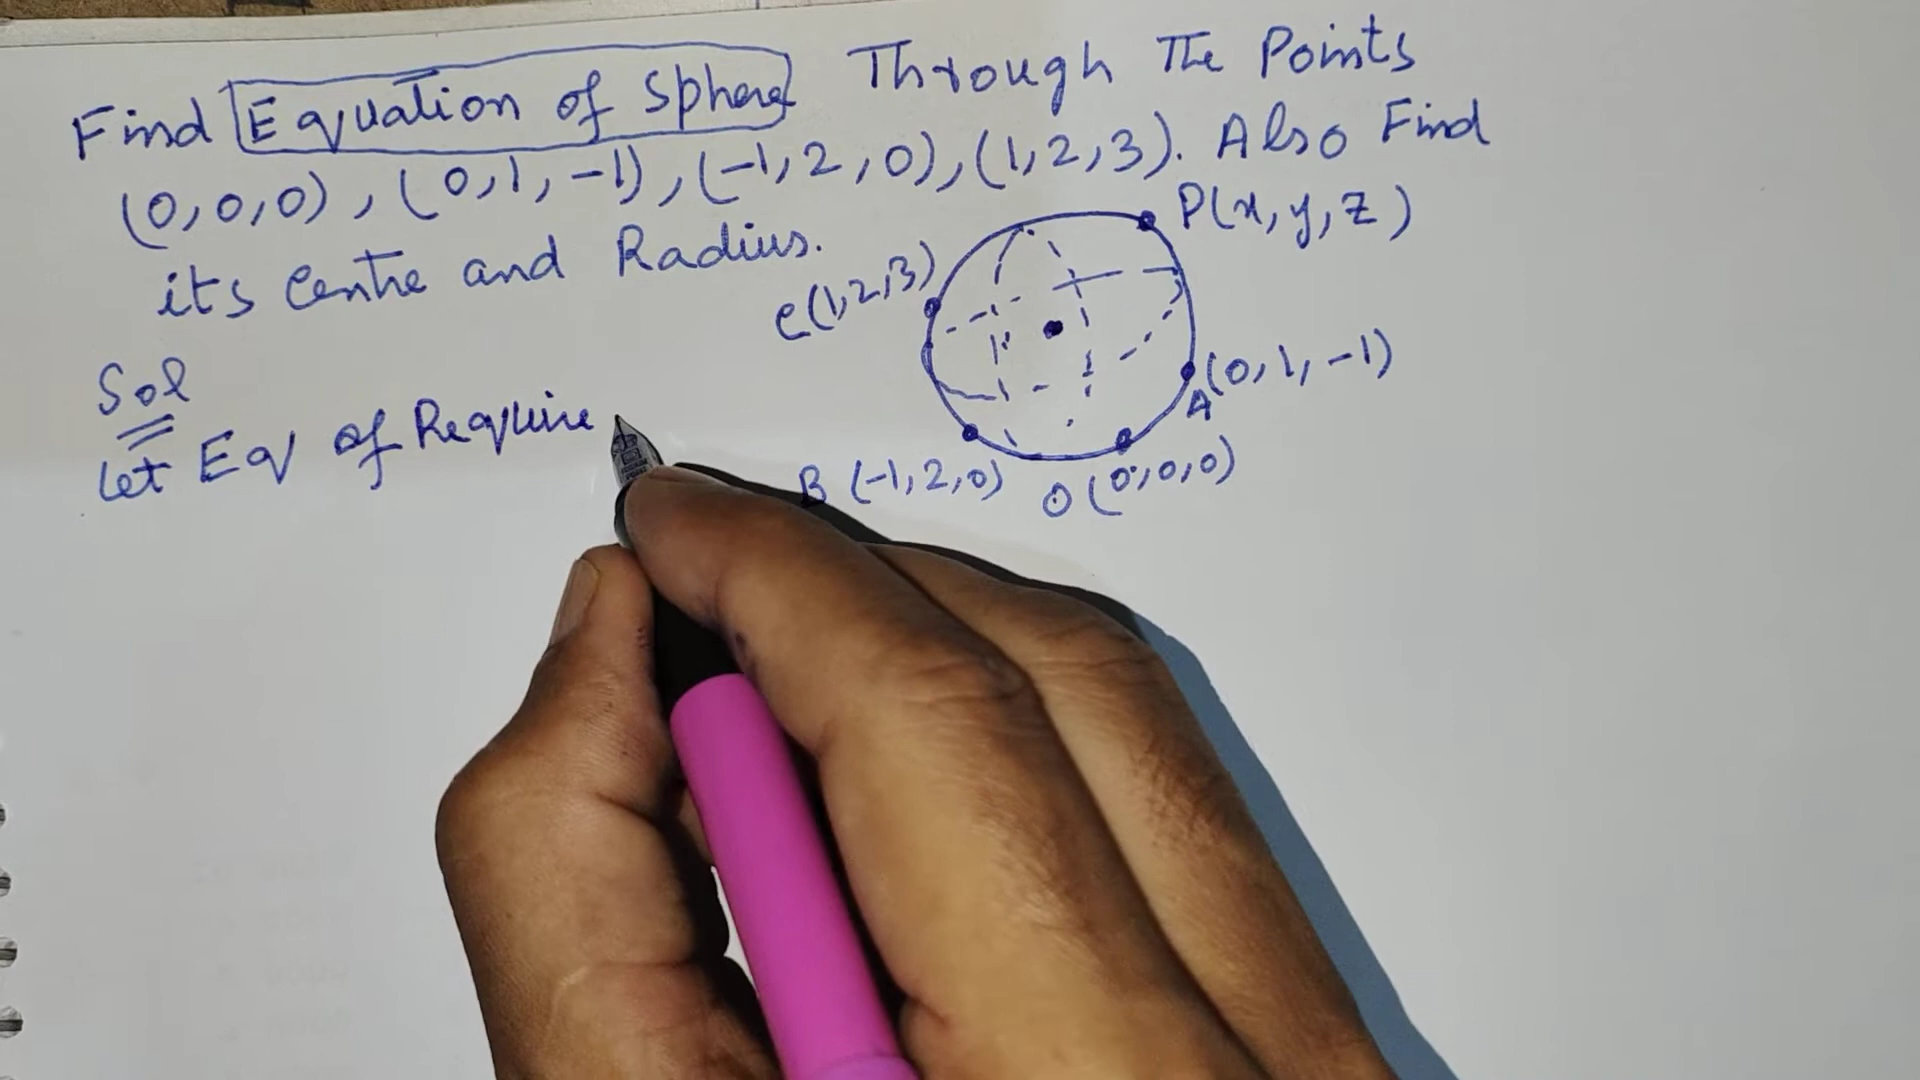 Find Equation of Sphere Through The Points
(0,0,0), (0,1,-1), (-1,2,0), (1,2,3). Also Find
its Centre and Radius.
P(x, y, z)
C(1,2,3)
A(0,1,-1)
B (-1,2,0)
O (0,0,0)
Sol
Let Eq of Require